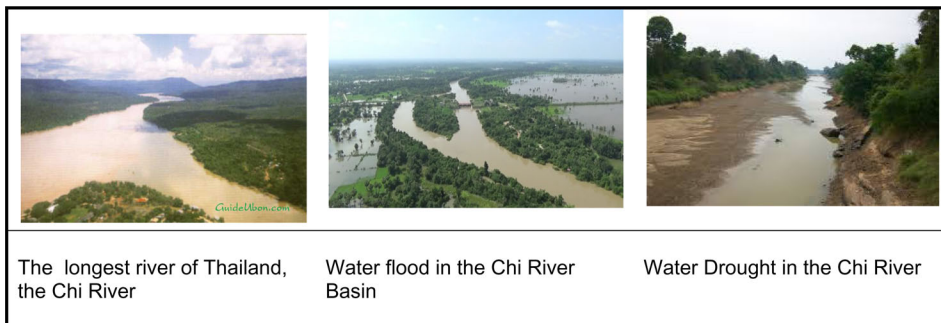 GuideUbon.com
The longest river of Thailand,
the Chi River
Water flood in the Chi River
Basin
Water Drought in the Chi River